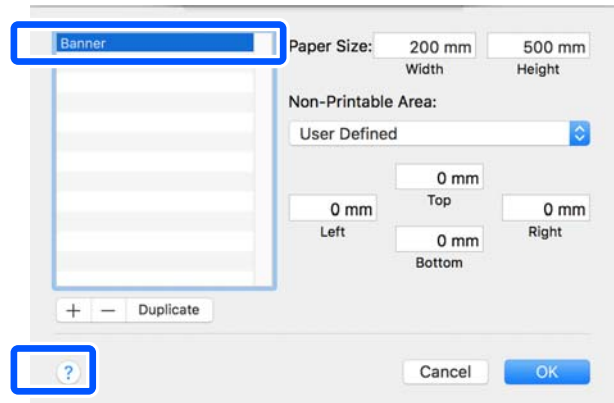 Banner
Paper Size: 200 mm 500 mm
Width Height
Non-Printable Area:
User Defined
0 mm
Top
0 mm 0 mm
Left Right
0 mm
Bottom
+ − Duplicate
? Cancel OK